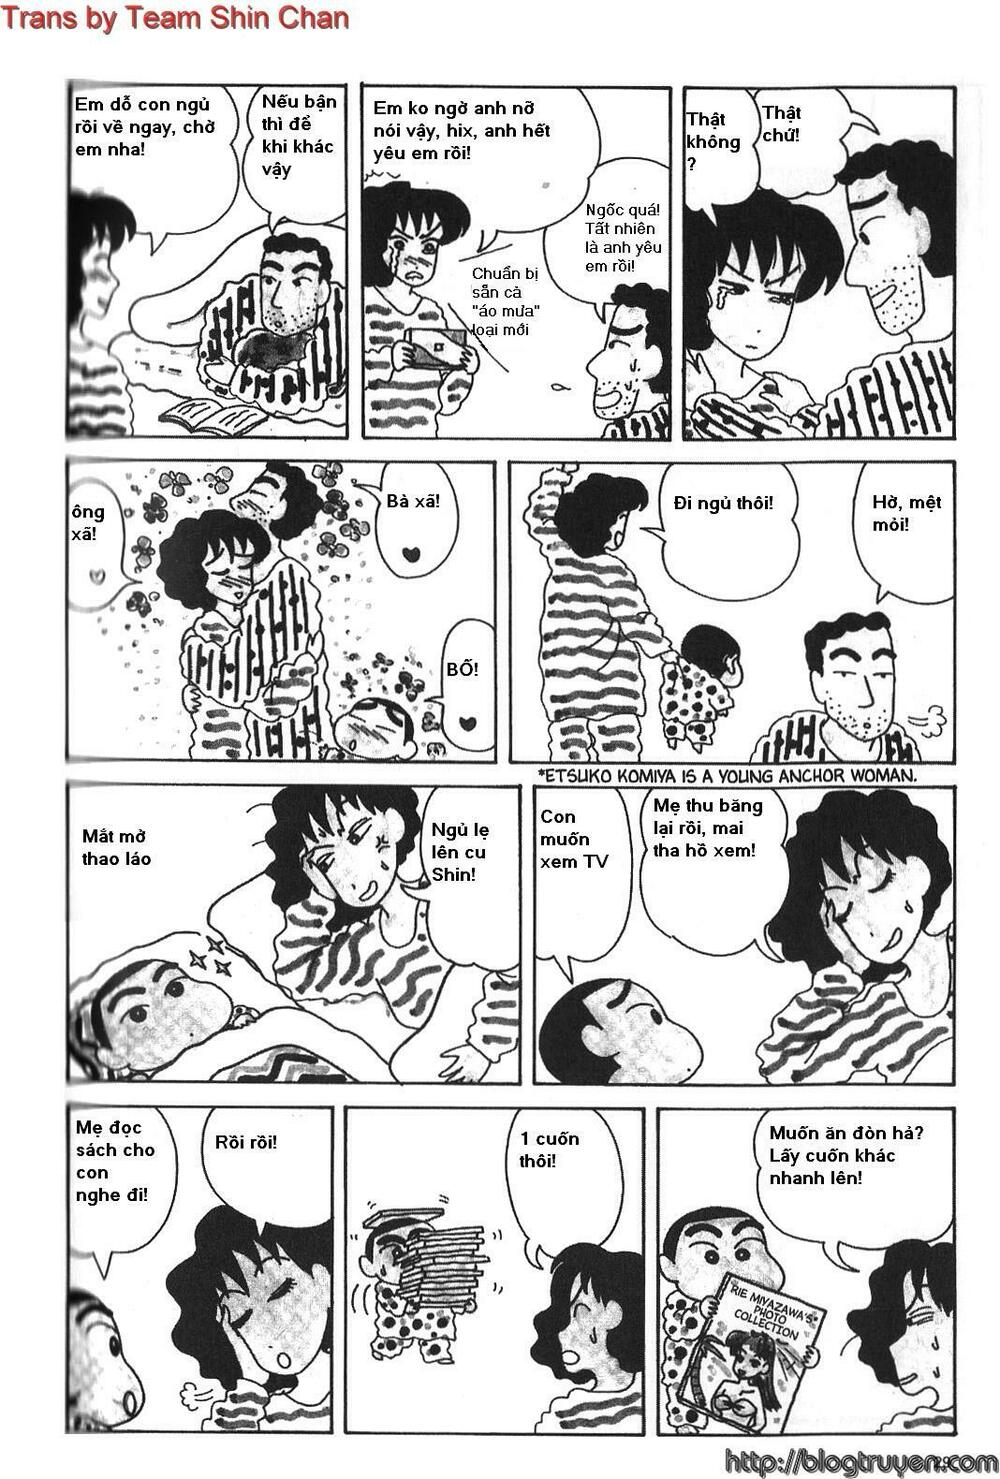 Trans by Team Shin Chan
Em dỗ con ngủ
rồi về ngay, chờ
em nha!
Nếu bận
thì để
khi khác
vậy
Em ko ngờ anh nỡ
nói vậy, hix, anh hết
yêu em rồi!
Ngốc quá!
Tất nhiên
là anh yêu
em rồi!
Chuẩn bị
sẵn cả
"áo mưa"
loại mới
Thật
không
?
Thật
chứ!
ông
xã!
Bà xã!
BỐ!
Đi ngủ thôi!
Hờ, mệt
mỏi!
*ETSUKO KOMIYA IS A YOUNG ANCHOR WOMAN.
Mắt mở
thao láo
Ngủ lẹ
lên cu
Shin!
Con
muốn
xem TV
Mẹ thu băng
lại rồi, mai
tha hồ xem!
Mẹ đọc
sách cho
con
nghe đi!
Rồi rồi!
1 cuốn
thôi!
Muốn ăn đòn hả?
Lấy cuốn khác
nhanh lên!
RIE MIYAZAWA'S
PHOTO
COLLECTION
http://blogtruyen.com